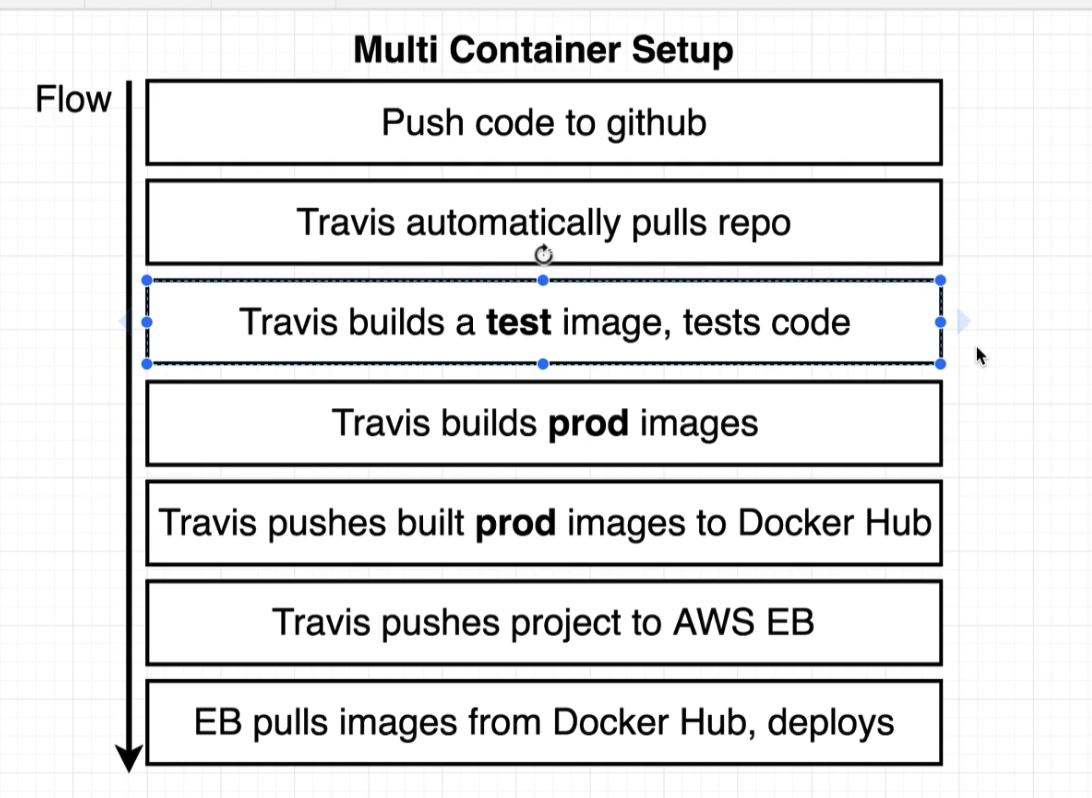 Multi Container Setup
Flow
Push code to github
Travis automatically pulls repo
Travis builds a test image, tests code
Travis builds prod images
Travis pushes built prod images to Docker Hub
Travis pushes project to AWS EB
EB pulls images from Docker Hub, deploys